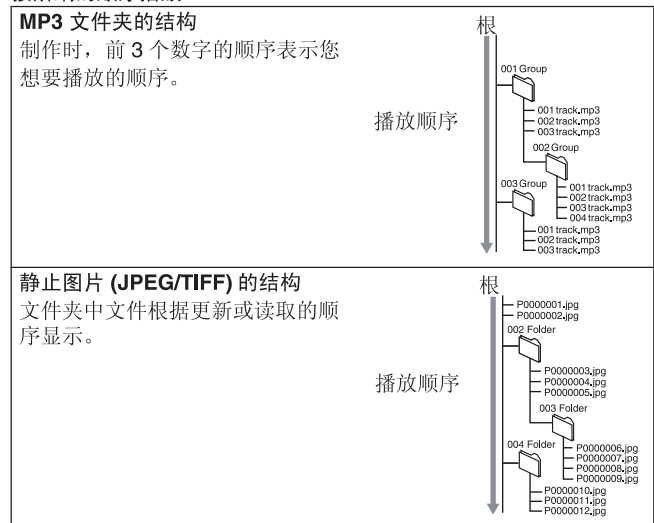 MP3 文件夹的结构
制作时，前 3 个数字的顺序表示您
想要播放的顺序。
根
播放顺序
001 Group
001 track.mp3
002 track.mp3
003 track.mp3
002 Group
001 track.mp3
002 track.mp3
003 track.mp3
004 track.mp3
003 Group
001 track.mp3
002 track.mp3
003 track.mp3
静止图片 (JPEG/TIFF) 的结构
文件夹中文件根据更新或读取的顺
序显示。
根
播放顺序
P0000001.jpg
P0000002.jpg
002 Folder
P0000003.jpg
P0000004.jpg
P0000005.jpg
003 Folder
P0000006.jpg
P0000007.jpg
P0000008.jpg
P0000009.jpg
004 Folder
P0000010.jpg
P0000011.jpg
P0000012.jpg